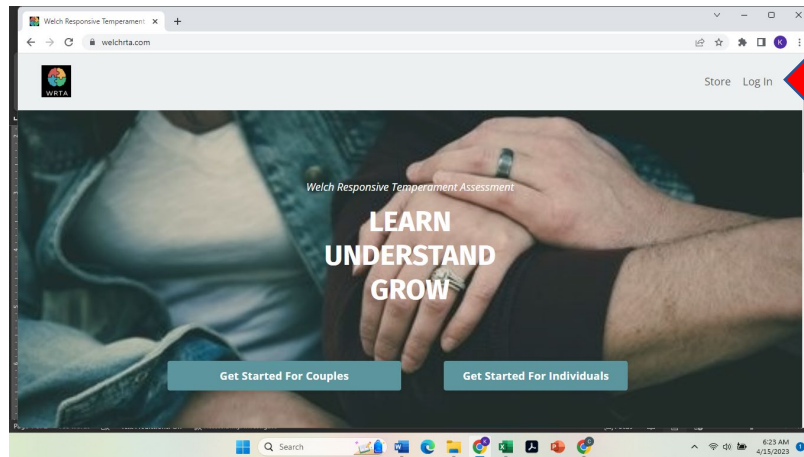 Welch Responsive Temperament
welchrta.com
K
WRTA
Store Log In
Welch Responsive Temperament Assessment
LEARN
UNDERSTAND
GROW
Get Started For Couples
Get Started For Individuals
Search
6:23 AM
4/15/2023